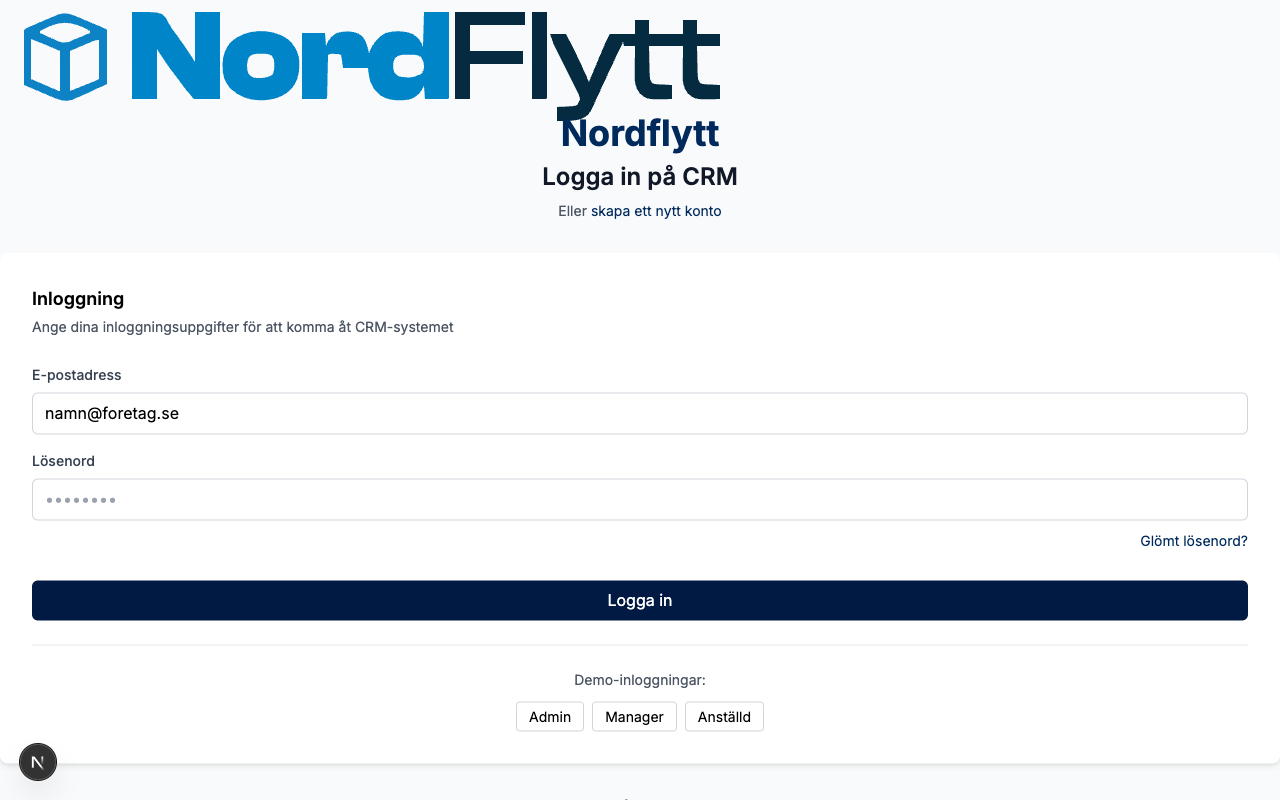 NordFlytt
Nordflytt
Logga in på CRM
Eller skapa ett nytt konto
Inloggning
Ange dina inloggningsuppgifter för att komma åt CRM-systemet
E-postadress
namn@foretag.se
Lösenord
••••••••
Glömt lösenord?
Logga in
Demo-inloggningar:
Admin
Manager
Anställd
N